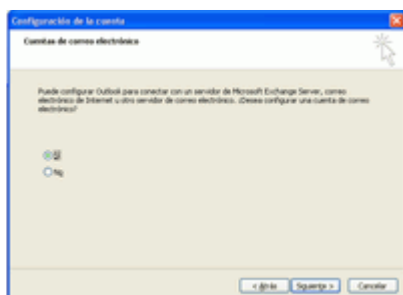 Configuración de la cuenta
Cuentas de correo electrónico
Puede configurar Outlook para conectar con un servidor de Microsoft Exchange Server, correo
electrónico de Internet u otro servidor de correo electrónico. ¿Desea configurar una cuenta de correo
electrónico?
Sí
No
< Atrás
Siguiente >
Cancelar